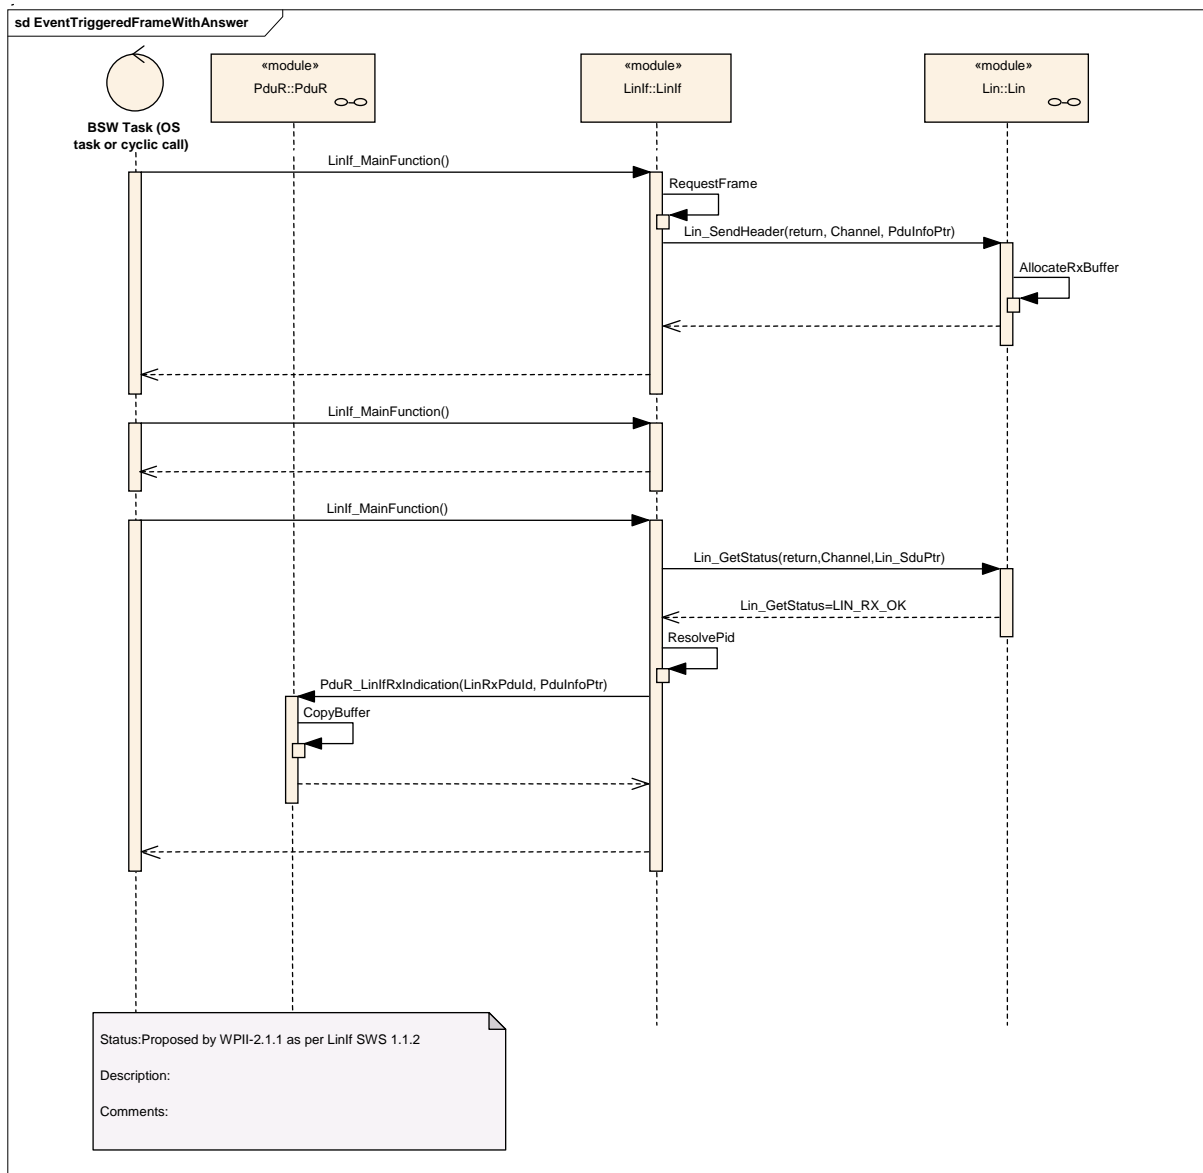 sd EventTriggeredFrameWithAnswer
«module»
PduR::PduR
«module»
LinIf::LinIf
«module»
Lin::Lin
BSW Task (OS
task or cyclic call)
LinIf_MainFunction()
RequestFrame
Lin_SendHeader(return, Channel, PduInfoPtr)
AllocateRxBuffer
LinIf_MainFunction()
LinIf_MainFunction()
Lin_GetStatus(return,Channel,Lin_SduPtr)
Lin_GetStatus=LIN_RX_OK
ResolvePid
PduR_LinIfRxIndication(LinRxPduId, PduInfoPtr)
CopyBuffer
Status:Proposed by WPII-2.1.1 as per LinIf SWS 1.1.2
Description:
Comments: